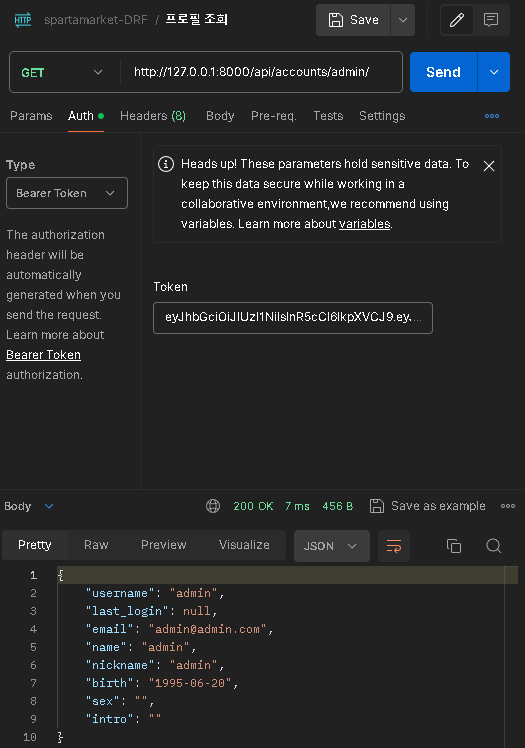 HTTP spartamarket-DRF / 프로필 조회 Save
GET http://127.0.0.1:8000/api/accounts/admin/ Send
Params Auth Headers (8) Body Pre-req. Tests Settings
Type
Bearer Token
The authorization
header will be
automatically
generated when you
send the request.
Learn more about
Bearer Token
authorization.
Heads up! These parameters hold sensitive data. To
keep this data secure while working in a
collaborative environment,we recommend using
variables. Learn more about variables.
Token
eyJhbGciOiJIUzI1NiIsInR5cCI6IkpXVCJ9.ey...
Body 200 OK 7 ms 456 B Save as example
Pretty Raw Preview Visualize JSON
1 {
2 "username": "admin",
3 "last_login": null,
4 "email": "admin@admin.com",
5 "name": "admin",
6 "nickname": "admin",
7 "birth": "1995-06-20",
8 "sex": "",
9 "intro": ""
10 }